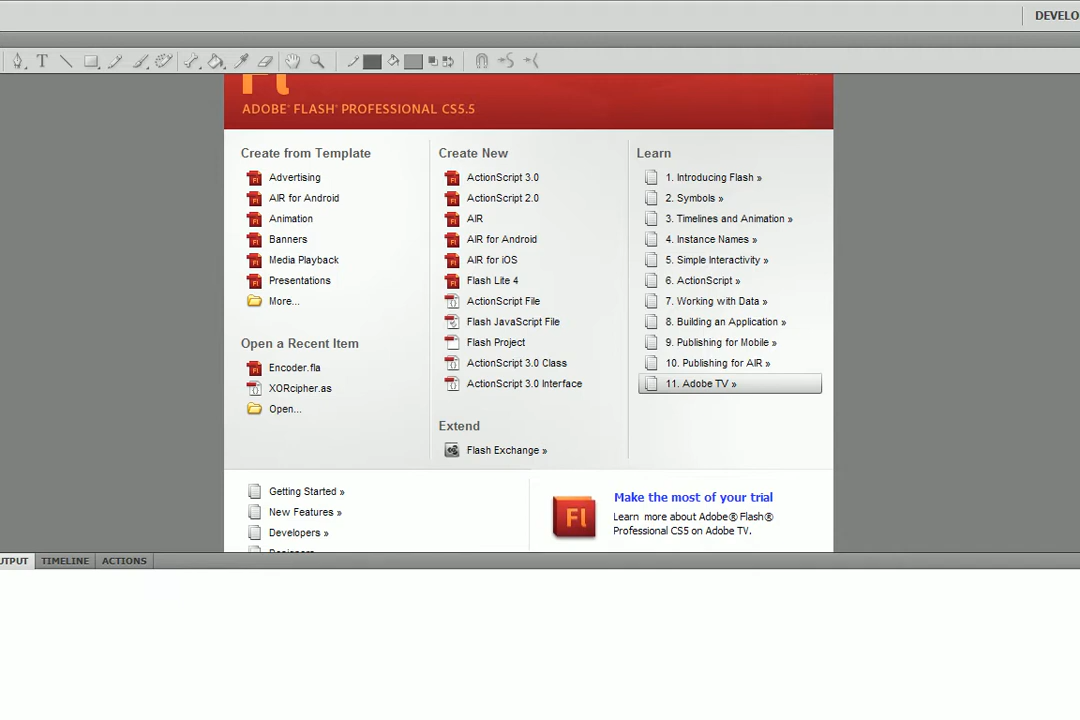 DEVELO
T
Fl
ADOBE® FLASH® PROFESSIONAL CS5.5
Create from Template
Advertising
AIR for Android
Animation
Banners
Media Playback
Presentations
More...
Open a Recent Item
Encoder.fla
XORcipher.as
Open...
Create New
ActionScript 3.0
ActionScript 2.0
AIR
AIR for Android
AIR for iOS
Flash Lite 4
ActionScript File
Flash JavaScript File
Flash Project
ActionScript 3.0 Class
ActionScript 3.0 Interface
Extend
Flash Exchange »
Learn
1. Introducing Flash »
2. Symbols »
3. Timelines and Animation »
4. Instance Names »
5. Simple Interactivity »
6. ActionScript »
7. Working with Data »
8. Building an Application »
9. Publishing for Mobile »
10. Publishing for AIR »
11. Adobe TV »
Getting Started »
New Features »
Developers »
Fl
Make the most of your trial
Learn more about Adobe® Flash®
Professional CS5 on Adobe TV.
UTPUT
TIMELINE
ACTIONS